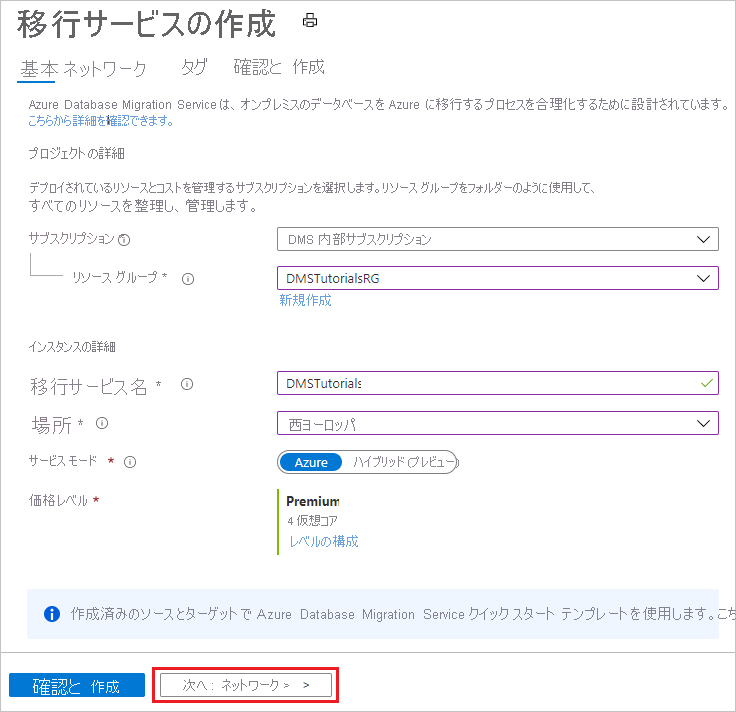 移行サービスの作成
基本 ネットワーク タグ 確認と 作成
Azure Database Migration Service は、オンプレミスのデータベースを Azure に移行するプロセスを合理化するために設計されています。
こちらから詳細を確認できます。
プロジェクトの詳細
デプロイされているリソースとコストを管理するサブスクリプションを選択します。リソース グループをフォルダーのように使用して、
すべてのリソースを整理し、管理します。
サブスクリプション DMS 内部サブスクリプション
リソース グループ * DMSTutorialsRG
新規作成
インスタンスの詳細
移行サービス名 * DMSTutorials
場所 * 西ヨーロッパ
サービス モード * Azure ハイブリッド (プレビュー)
価格レベル * Premium
4 仮想コア
レベルの構成
作成済みのソースとターゲットで Azure Database Migration Service クイック スタート テンプレートを使用します。こち
確認と 作成 次へ: ネットワーク > >